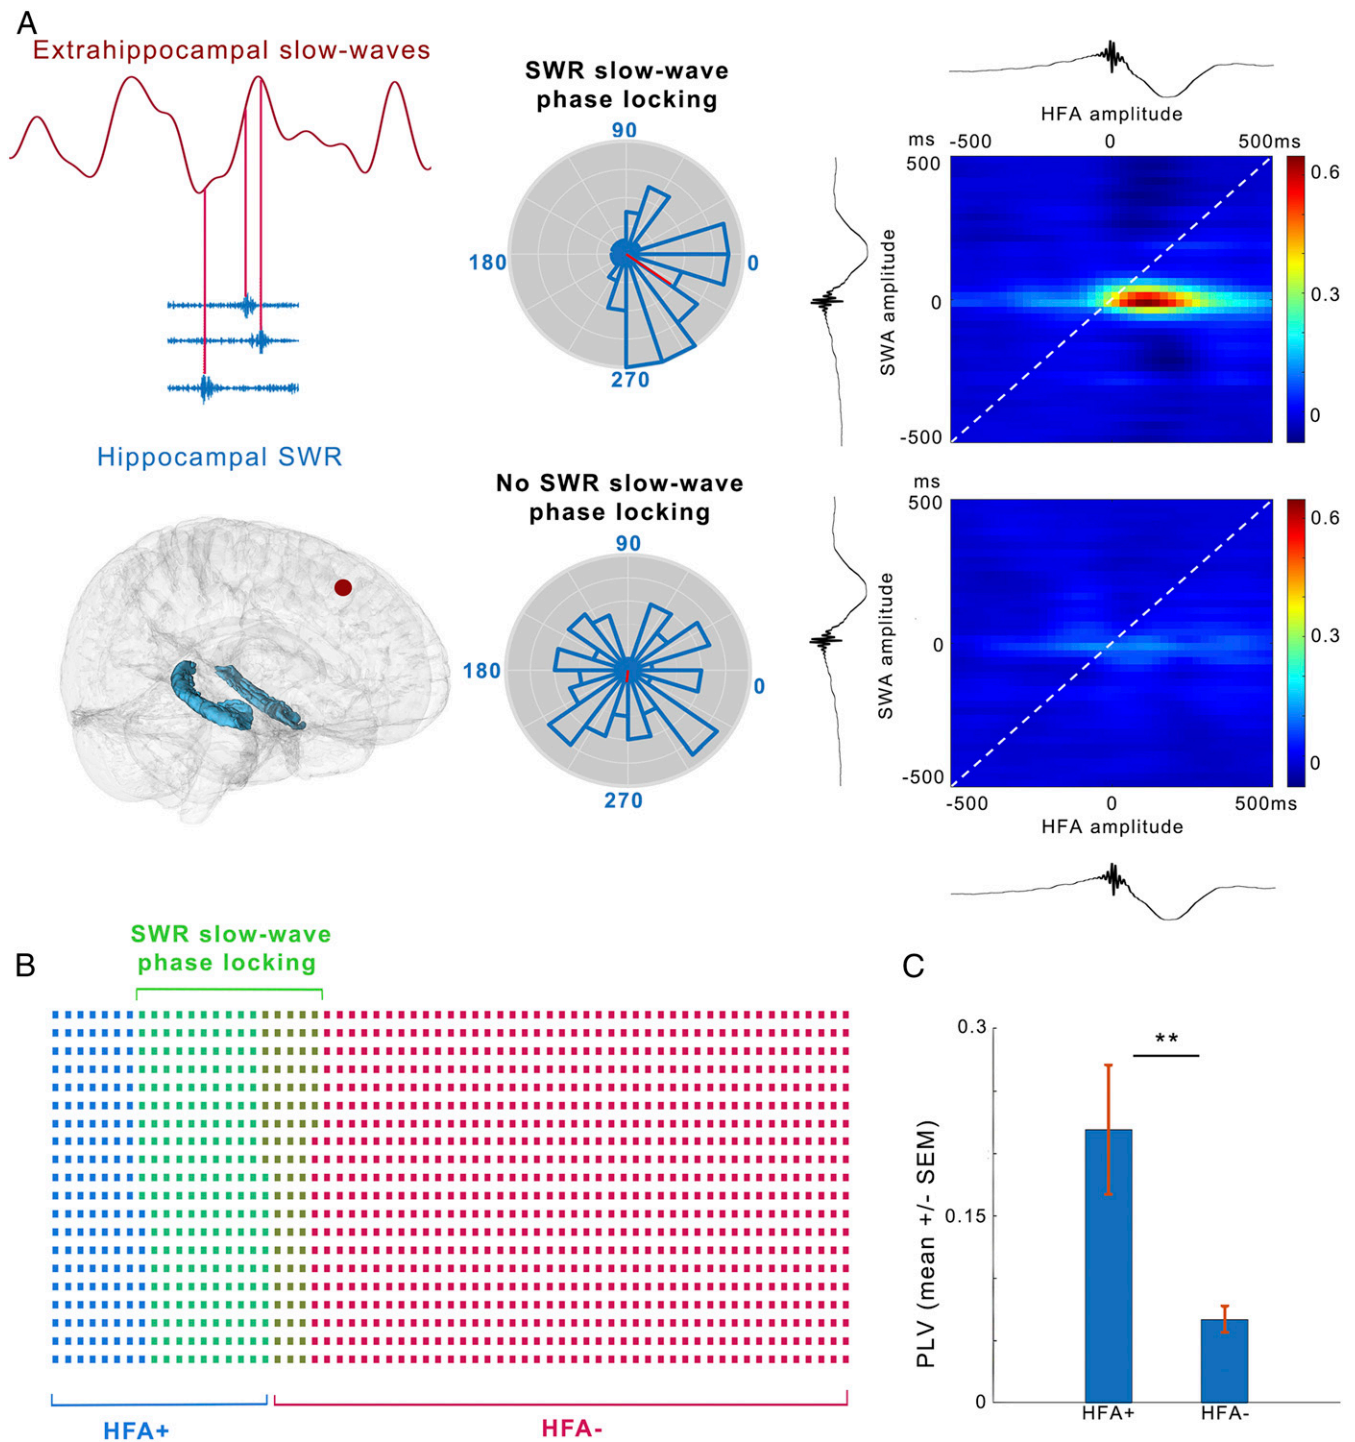 A
Extrahippocampal slow-waves
Hippocampal SWR
SWR slow-wave
phase locking
90
180
0
270
No SWR slow-wave
phase locking
90
180
0
270
HFA amplitude
ms
-500
0
500ms
500
0
-500
SWA amplitude
0.6
0.3
0
ms
500
0
-500
SWA amplitude
0.6
0.3
0
-500
0
500ms
HFA amplitude
B
SWR slow-wave
phase locking
HFA+
HFA-
C
0.3
**
0.15
0
PLV (mean +/- SEM)
HFA+
HFA-